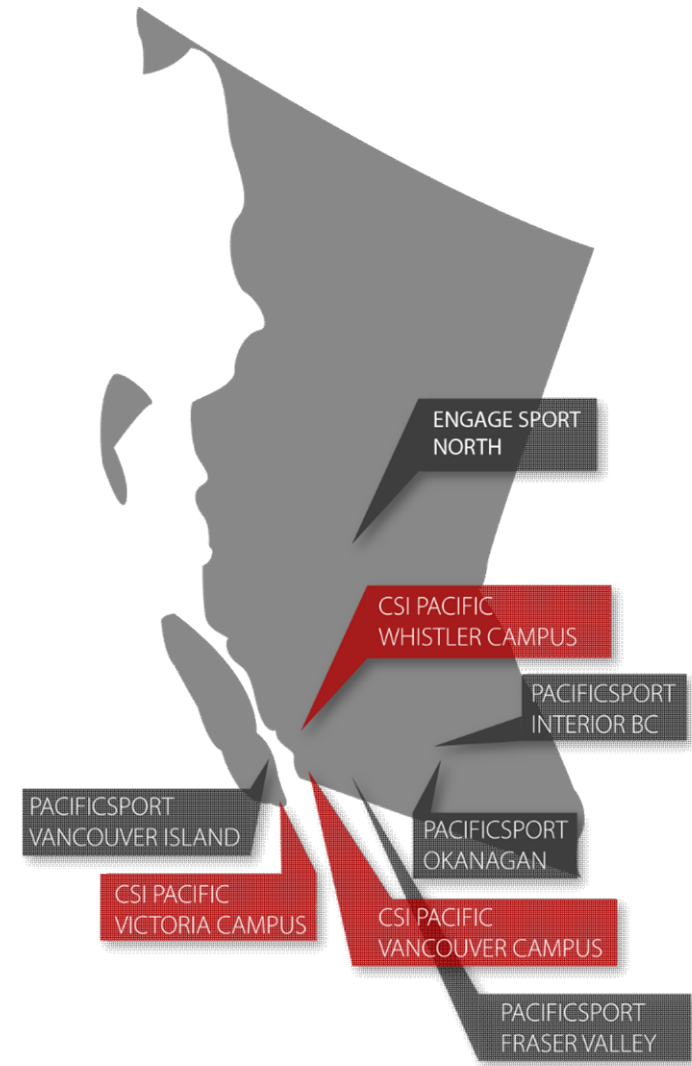 ENGAGE SPORT
NORTH
CSI PACIFIC
WHISTLER CAMPUS
PACIFICSPORT
INTERIOR BC
PACIFICSPORT
VANCOUVER ISLAND
PACIFICSPORT
OKANAGAN
CSI PACIFIC
VICTORIA CAMPUS
CSI PACIFIC
VANCOUVER CAMPUS
PACIFICSPORT
FRASER VALLEY